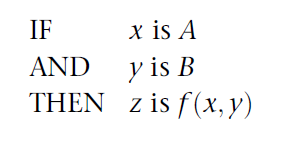 IF x is A
AND y is B
THEN z is f(x, y)